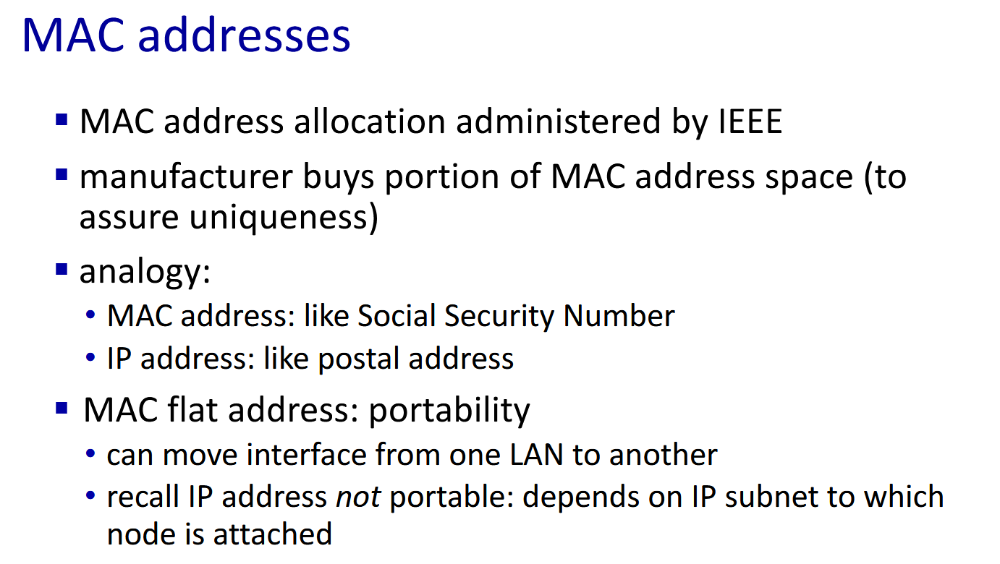 MAC addresses
▪ MAC address allocation administered by IEEE
▪ manufacturer buys portion of MAC address space (to
assure uniqueness)
▪ analogy:
• MAC address: like Social Security Number
• IP address: like postal address
▪ MAC flat address: portability
• can move interface from one LAN to another
• recall IP address not portable: depends on IP subnet to which
node is attached